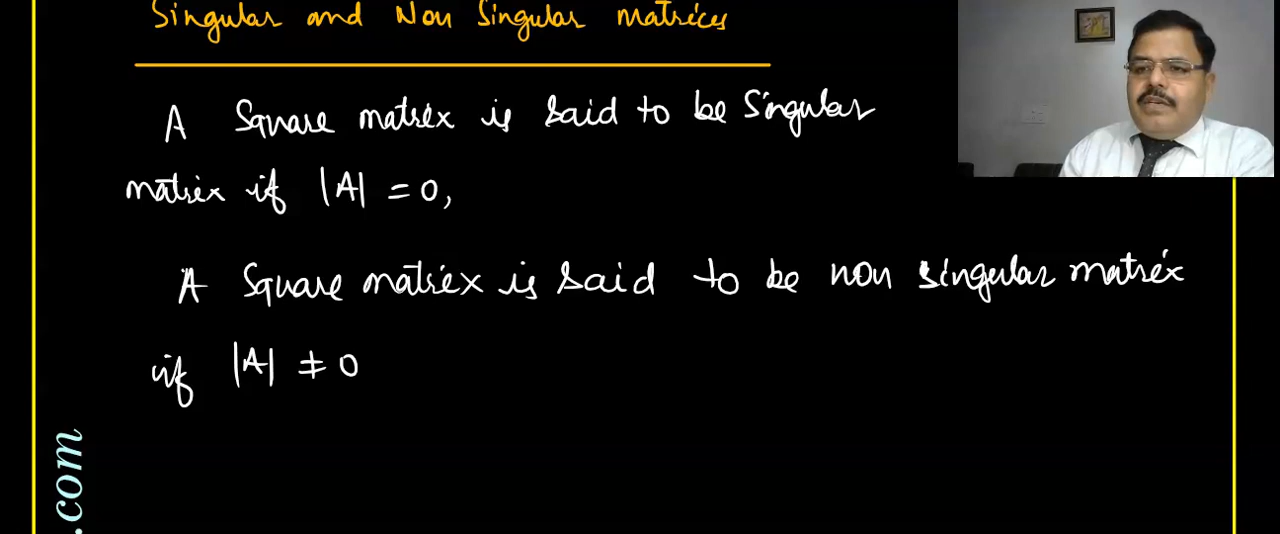 Singular and Non Singular matrices
A Square matrix is said to be Singular
matrix if |A| = 0,
A Square matrix is said to be non singular matrix
if |A| ≠ 0
.com